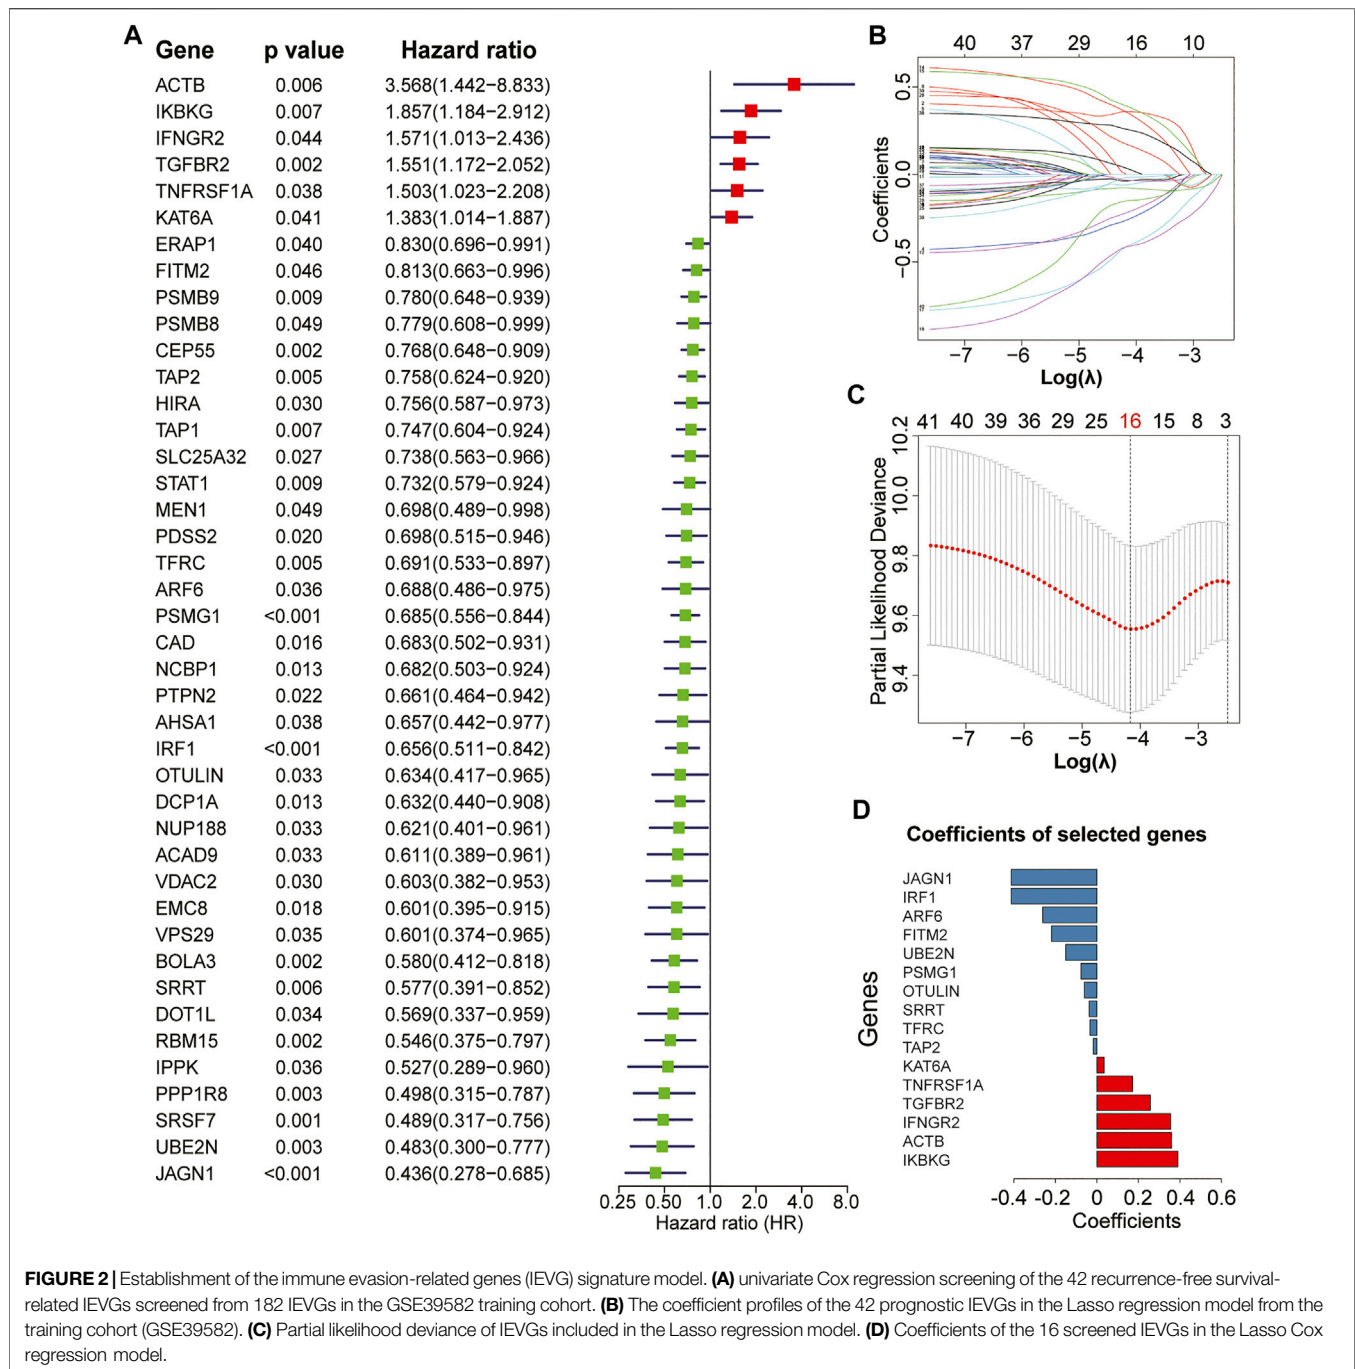 A
Gene p value Hazard ratio
ACTB 0.006 3.568(1.442−8.833)
IKBKG 0.007 1.857(1.184−2.912)
IFNGR2 0.044 1.571(1.013−2.436)
TGFBR2 0.002 1.551(1.172−2.052)
TNFRSF1A 0.038 1.503(1.023−2.208)
KAT6A 0.041 1.383(1.014−1.887)
ERAP1 0.040 0.830(0.696−0.991)
FITM2 0.046 0.813(0.663−0.996)
PSMB9 0.009 0.780(0.648−0.939)
PSMB8 0.049 0.779(0.608−0.999)
CEP55 0.002 0.768(0.648−0.909)
TAP2 0.005 0.758(0.624−0.920)
HIRA 0.030 0.756(0.587−0.973)
TAP1 0.007 0.747(0.604−0.924)
SLC25A32 0.027 0.738(0.563−0.966)
STAT1 0.009 0.732(0.579−0.924)
MEN1 0.049 0.698(0.489−0.998)
PDSS2 0.020 0.698(0.515−0.946)
TFRC 0.005 0.691(0.533−0.897)
ARF6 0.036 0.688(0.486−0.975)
PSMG1 <0.001 0.685(0.556−0.844)
CAD 0.016 0.683(0.502−0.931)
NCBP1 0.013 0.682(0.503−0.924)
PTPN2 0.022 0.661(0.464−0.942)
AHSA1 0.038 0.657(0.442−0.977)
IRF1 <0.001 0.656(0.511−0.842)
OTULIN 0.033 0.634(0.417−0.965)
DCP1A 0.013 0.632(0.440−0.908)
NUP188 0.033 0.621(0.401−0.961)
ACAD9 0.033 0.611(0.389−0.961)
VDAC2 0.030 0.603(0.382−0.953)
EMC8 0.018 0.601(0.395−0.915)
VPS29 0.035 0.601(0.374−0.965)
BOLA3 0.002 0.580(0.412−0.818)
SRRT 0.006 0.577(0.391−0.852)
DOT1L 0.034 0.569(0.337−0.959)
RBM15 0.002 0.546(0.375−0.797)
IPPK 0.036 0.527(0.289−0.960)
PPP1R8 0.003 0.498(0.315−0.787)
SRSF7 0.001 0.489(0.317−0.756)
UBE2N 0.003 0.483(0.300−0.777)
JAGN1 <0.001 0.436(0.278−0.685)
0.25 0.50 1.0 2.0 4.0 8.0
Hazard ratio (HR)
B
40 37 29 16 10
Coefficients
0.5
0.0
−0.5
−7 −6 −5 −4 −3
Log(λ)
C
41 40 39 36 29 25 16 15 8 3
Partial Likelihood Deviance
10.2
10.0
9.8
9.6
9.4
−7 −6 −5 −4 −3
Log(λ)
D
Coefficients of selected genes
Genes
JAGN1
IRF1
ARF6
FITM2
UBE2N
PSMG1
OTULIN
SRRT
TFRC
TAP2
KAT6A
TNFRSF1A
TGFBR2
IFNGR2
ACTB
IKBKG
-0.4 -0.2 0 0.2 0.4 0.6
Coefficients
FIGURE 2 | Establishment of the immune evasion-related genes (IEVG) signature model. (A) univariate Cox regression screening of the 42 recurrence-free survival-
related IEVGs screened from 182 IEVGs in the GSE39582 training cohort. (B) The coefficient profiles of the 42 prognostic IEVGs in the Lasso regression model from the
training cohort (GSE39582). (C) Partial likelihood deviance of IEVGs included in the Lasso regression model. (D) Coefficients of the 16 screened IEVGs in the Lasso Cox
regression model.